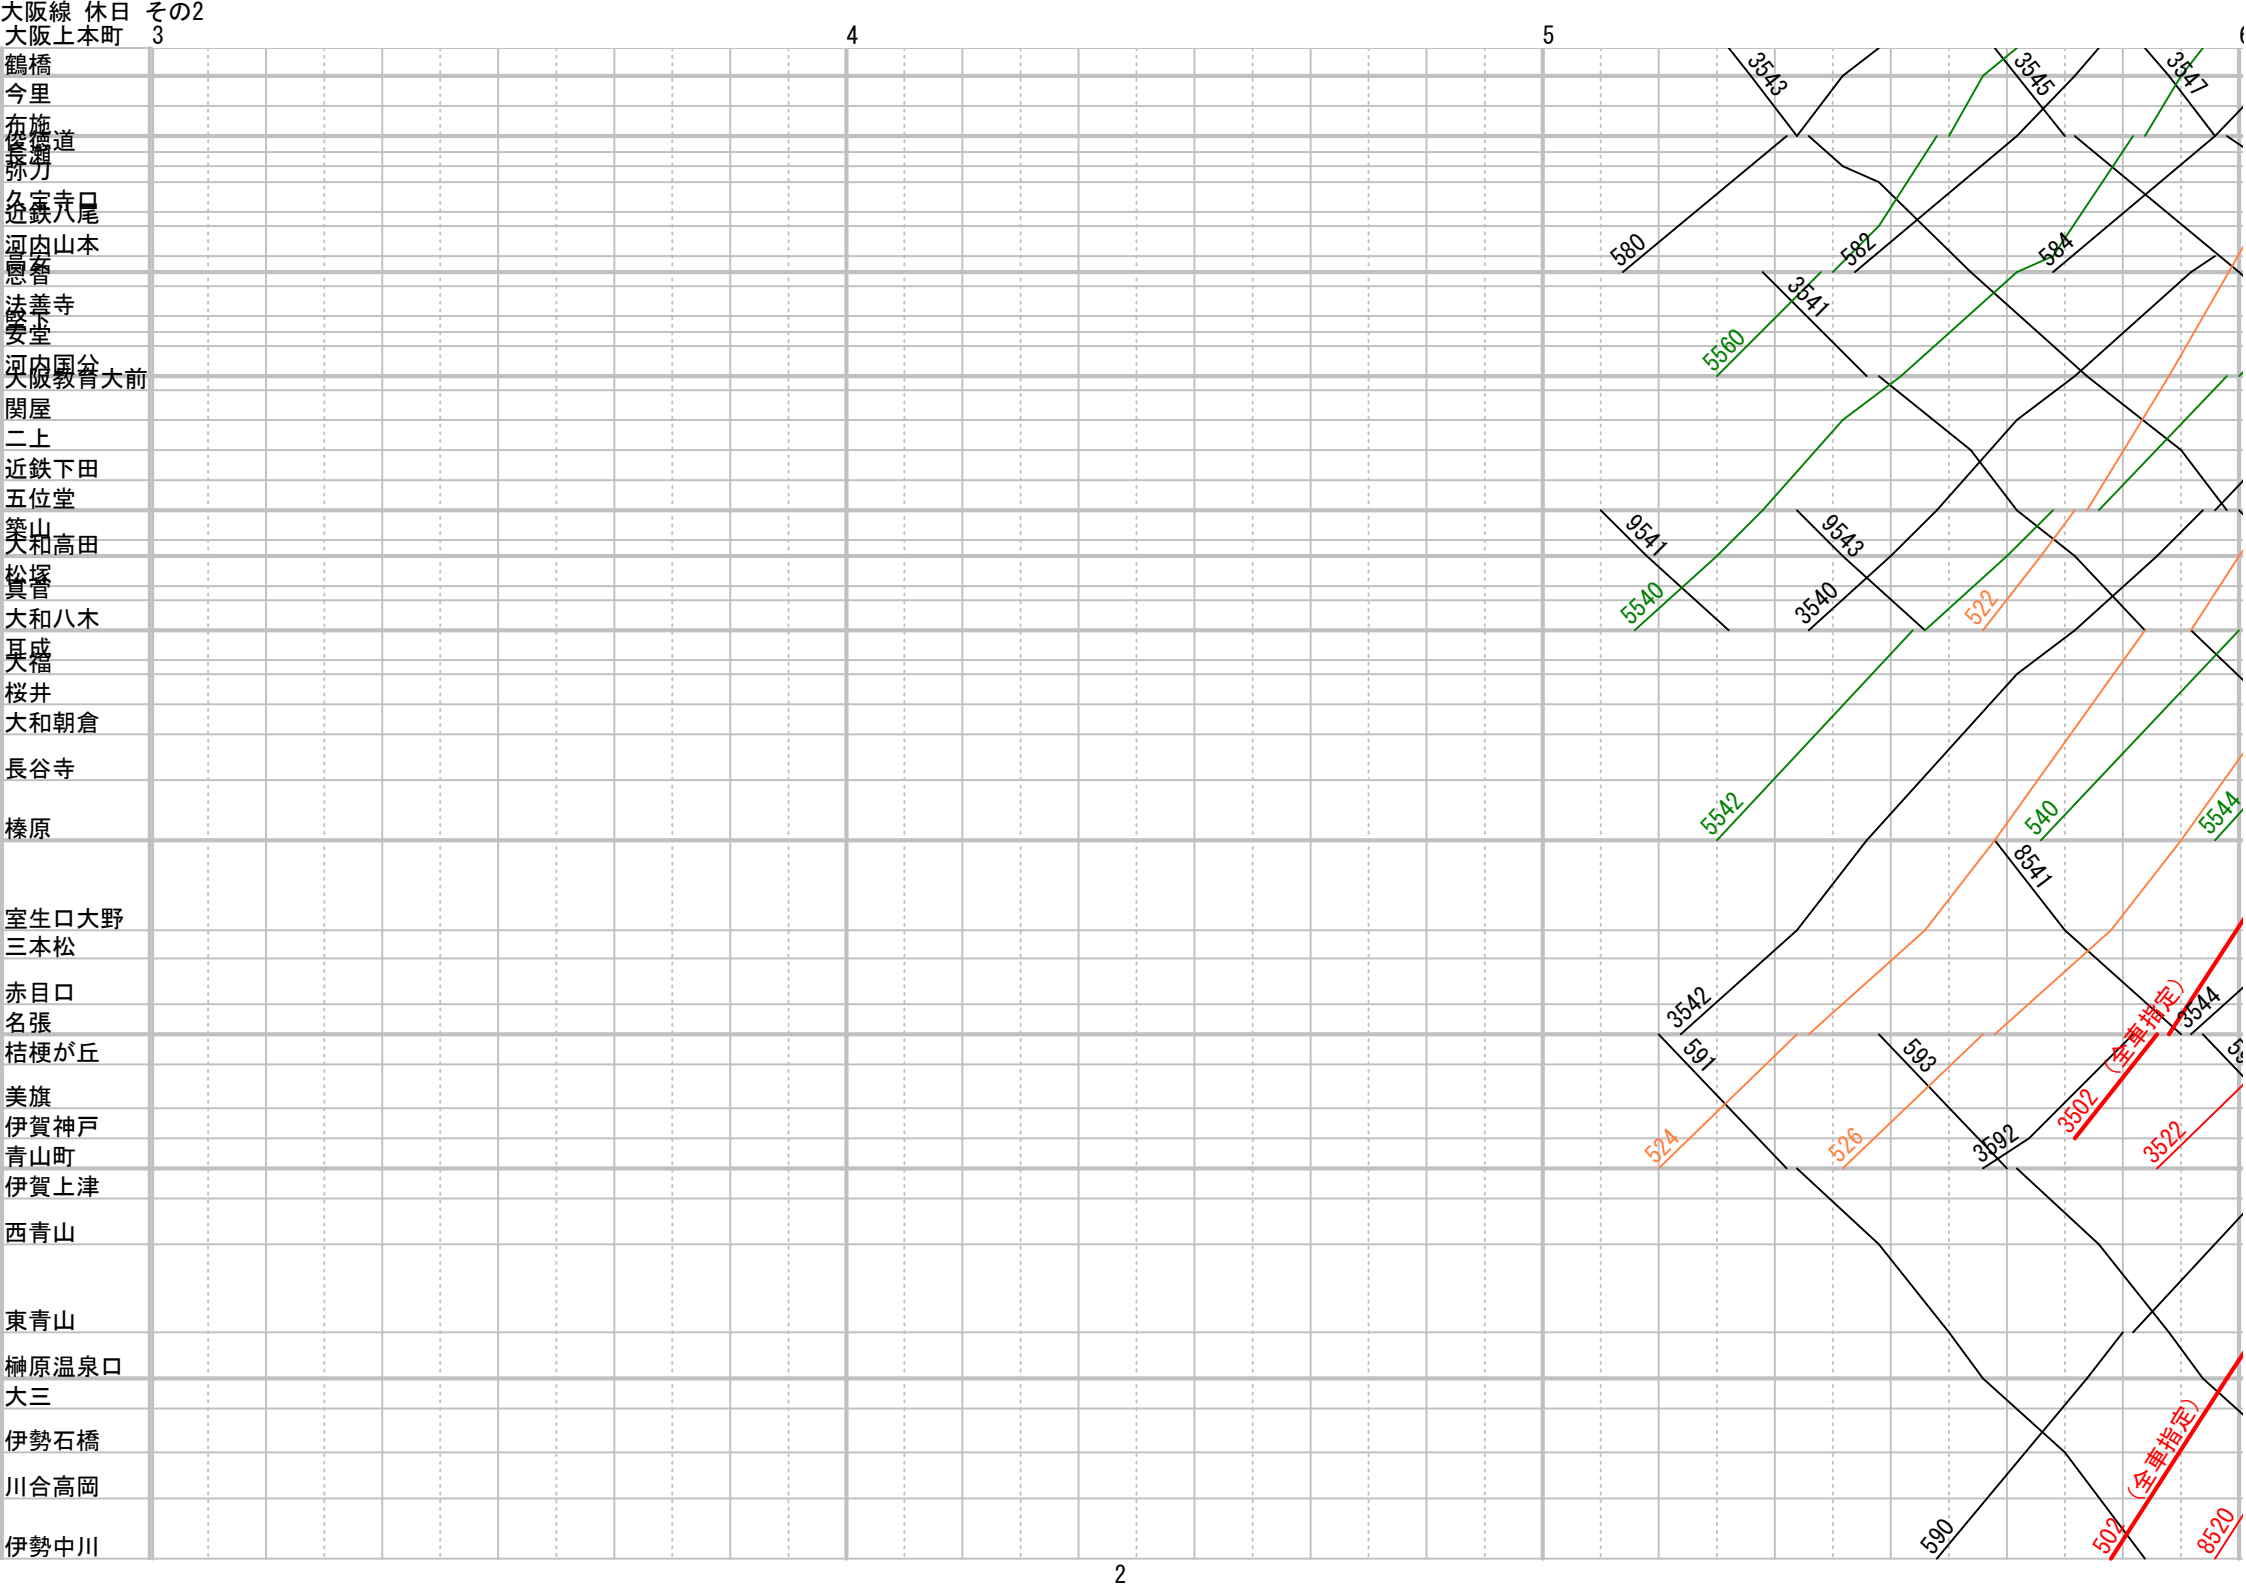 大阪線 休日 その2
大阪上本町 3 4 5 6
鶴橋
今里
布施
俊徳道
長瀬
弥刀
久宝寺口
近鉄八尾
河内山本
高安
恩智
法善寺
堅下
安堂
河内国分
大阪教育大前
関屋
二上
近鉄下田
五位堂
築山
大和高田
松塚
真菅
大和八木
耳成
大福
桜井
大和朝倉
長谷寺
榛原
室生口大野
三本松
赤目口
名張
桔梗が丘
美旗
伊賀神戸
青山町
伊賀上津
西青山
東青山
榊原温泉口
大三
伊勢石橋
川合高岡
伊勢中川
3543
3545
3547
580
582
584
3541
5560
9541
9543
5540
3540
522
5542
540
5544
8541
3542
3544
591
593
59
524
526
3592
3502 (全車指定)
3522
590
502 (全車指定)
8520
2